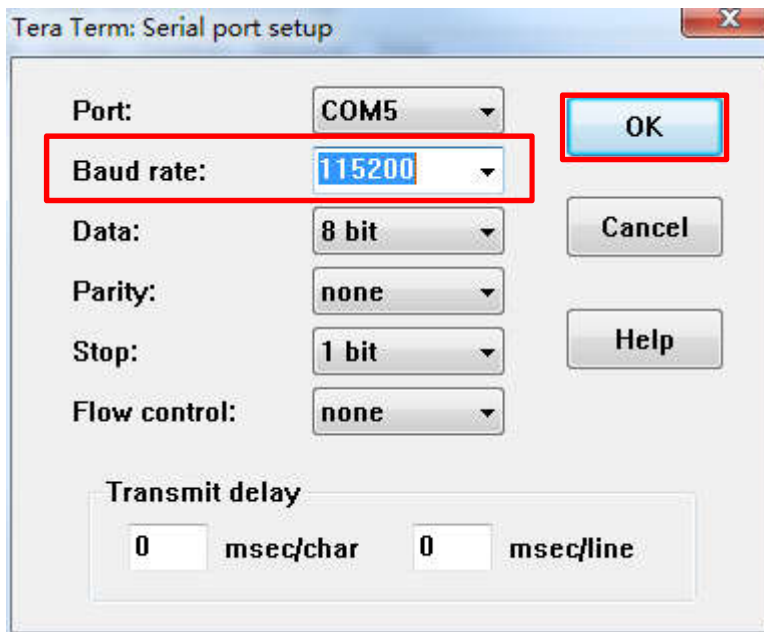 Tera Term: Serial port setup
Port: COM5 OK
Baud rate: 115200
Data: 8 bit Cancel
Parity: none
Stop: 1 bit Help
Flow control: none
Transmit delay
0 msec/char 0 msec/line